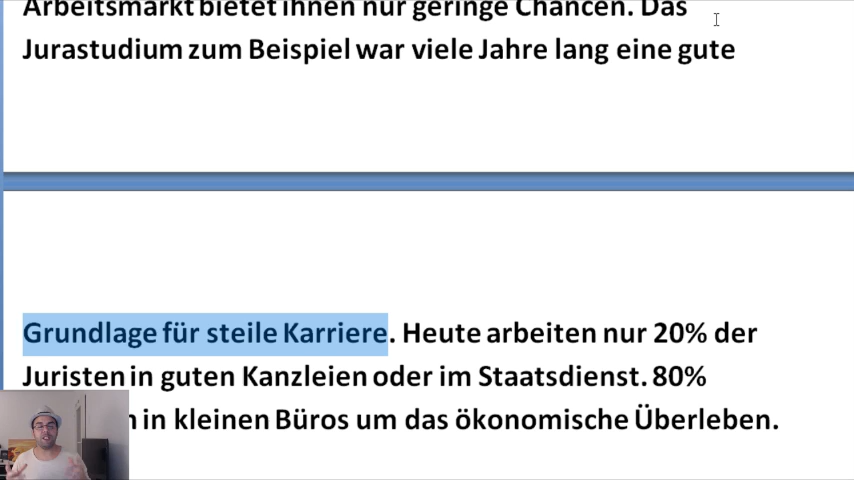 Arbeitsmarkt bietet ihnen nur geringe Chancen. Das
Jurastudium zum Beispiel war viele Jahre lang eine gute
Grundlage für steile Karriere. Heute arbeiten nur 20% der
Juristen in guten Kanzleien oder im Staatsdienst. 80%
in kleinen Büros um das ökonomische Überleben.